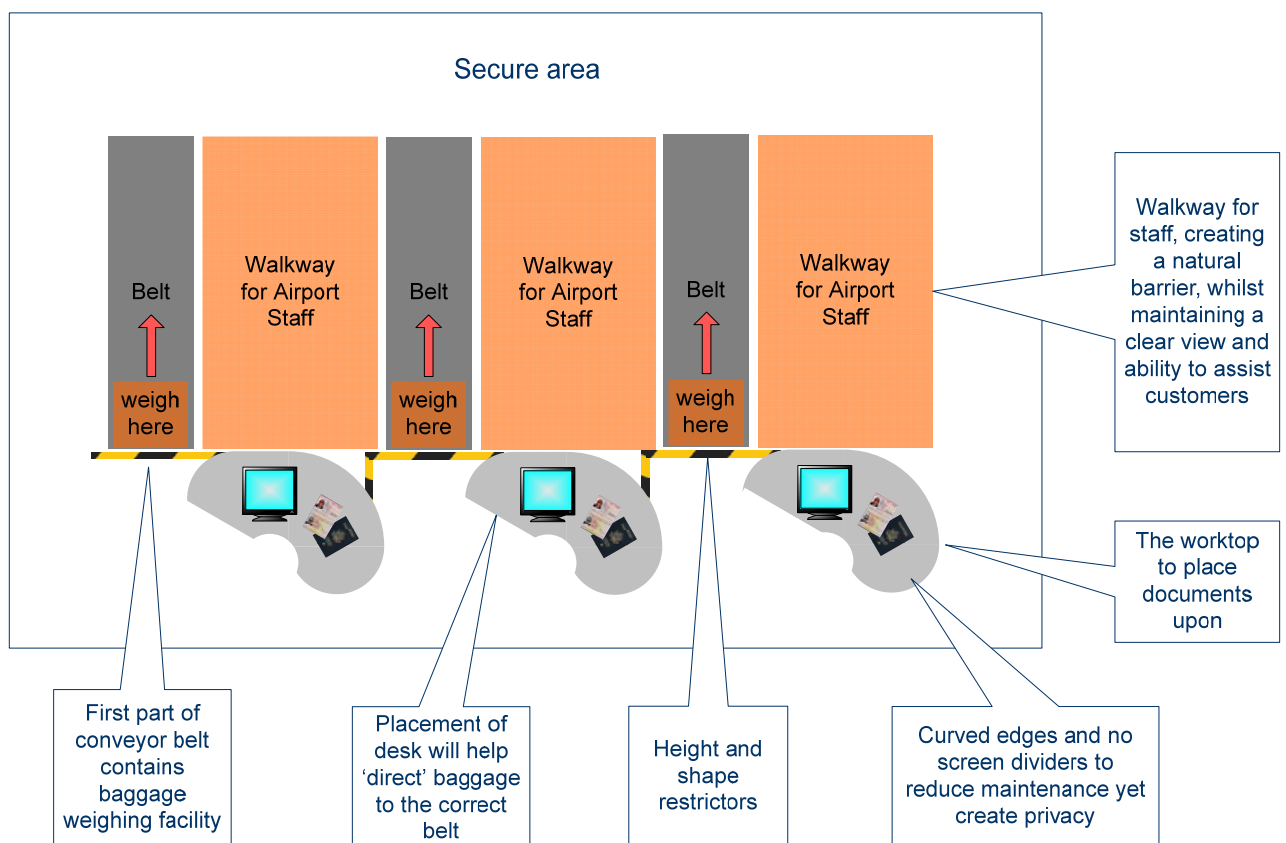 Secure area
Belt
weigh
here
Walkway
for Airport
Staff
Belt
weigh
here
Walkway
for Airport
Staff
Belt
weigh
here
Walkway
for Airport
Staff
Walkway for
staff, creating
a natural
barrier, whilst
maintaining a
clear view and
ability to assist
customers
The worktop
to place
documents
upon
First part of
conveyor belt
contains
baggage
weighing facility
Placement of
desk will help
‘direct’ baggage
to the correct
belt
Height and
shape
restrictors
Curved edges and no
screen dividers to
reduce maintenance yet
create privacy